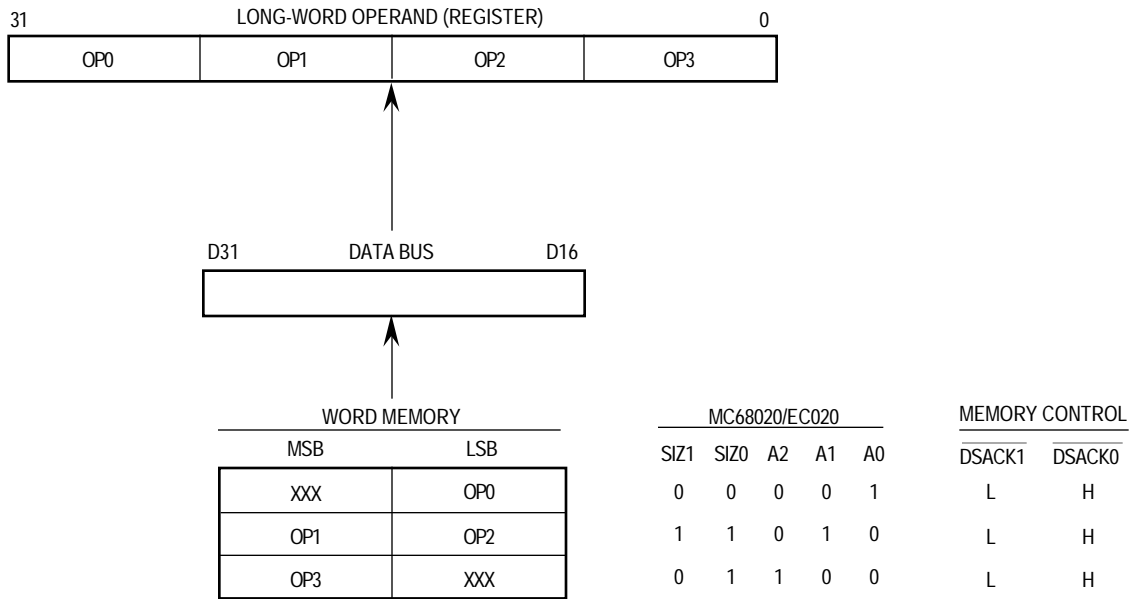 31 LONG-WORD OPERAND (REGISTER) 0
OP0 OP1 OP2 OP3
D31 DATA BUS D16
WORD MEMORY MC68020/EC020 MEMORY CONTROL
MSB LSB SIZ1 SIZ0 A2 A1 A0 DSACK1 DSACK0
XXX OP0 0 0 0 0 1 L H
OP1 OP2 1 1 0 1 0 L H
OP3 XXX 0 1 1 0 0 L H